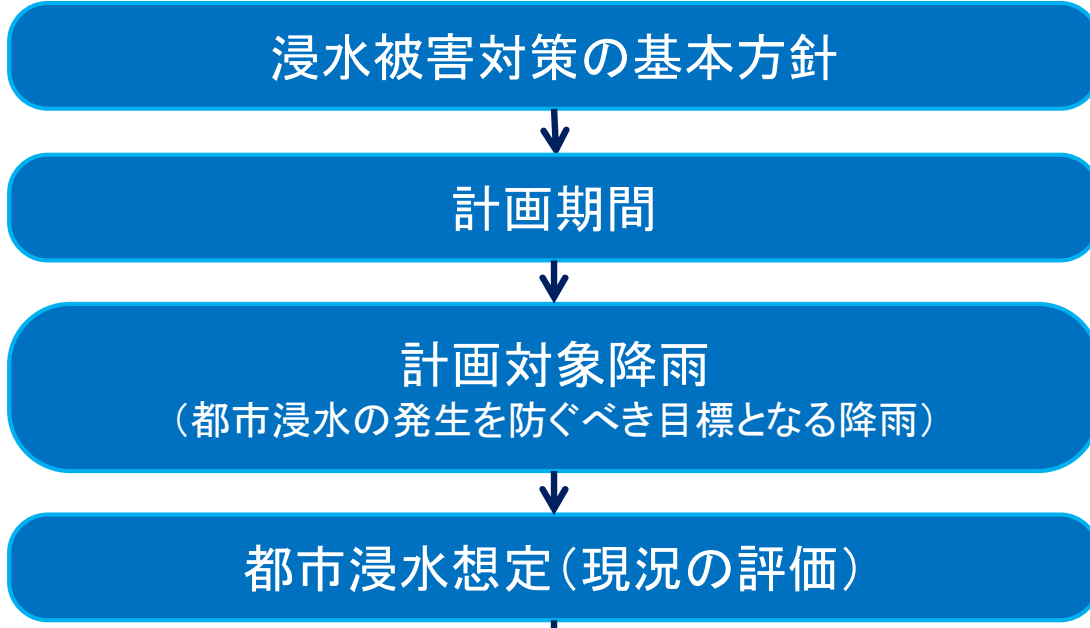 浸水被害対策の基本方針
計画期間
計画対象降雨
（都市浸水の発生を防ぐべき目標となる降雨）
都市浸水想定（現況の評価）